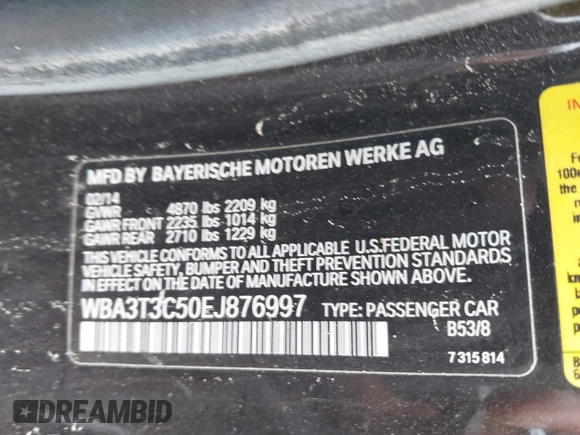 MFD BY BAYERISCHE MOTOREN WERKE AG
02/14
GVWR 4870 lbs 2209 kg
GAWR FRONT 2235 lbs 1014 kg
GAWR REAR 2710 lbs 1229 kg
THIS VEHICLE CONFORMS TO ALL APPLICABLE U.S.FEDERAL MOTOR
VEHICLE SAFETY, BUMPER AND THEFT PREVENTION STANDARDS
IN EFFECT ON THE DATE OF MANUFACTURE SHOWN ABOVE.
WBA3T3C50EJ876997 TYPE: PASSENGER CAR
B53/8
7 315 814
DREAMBID